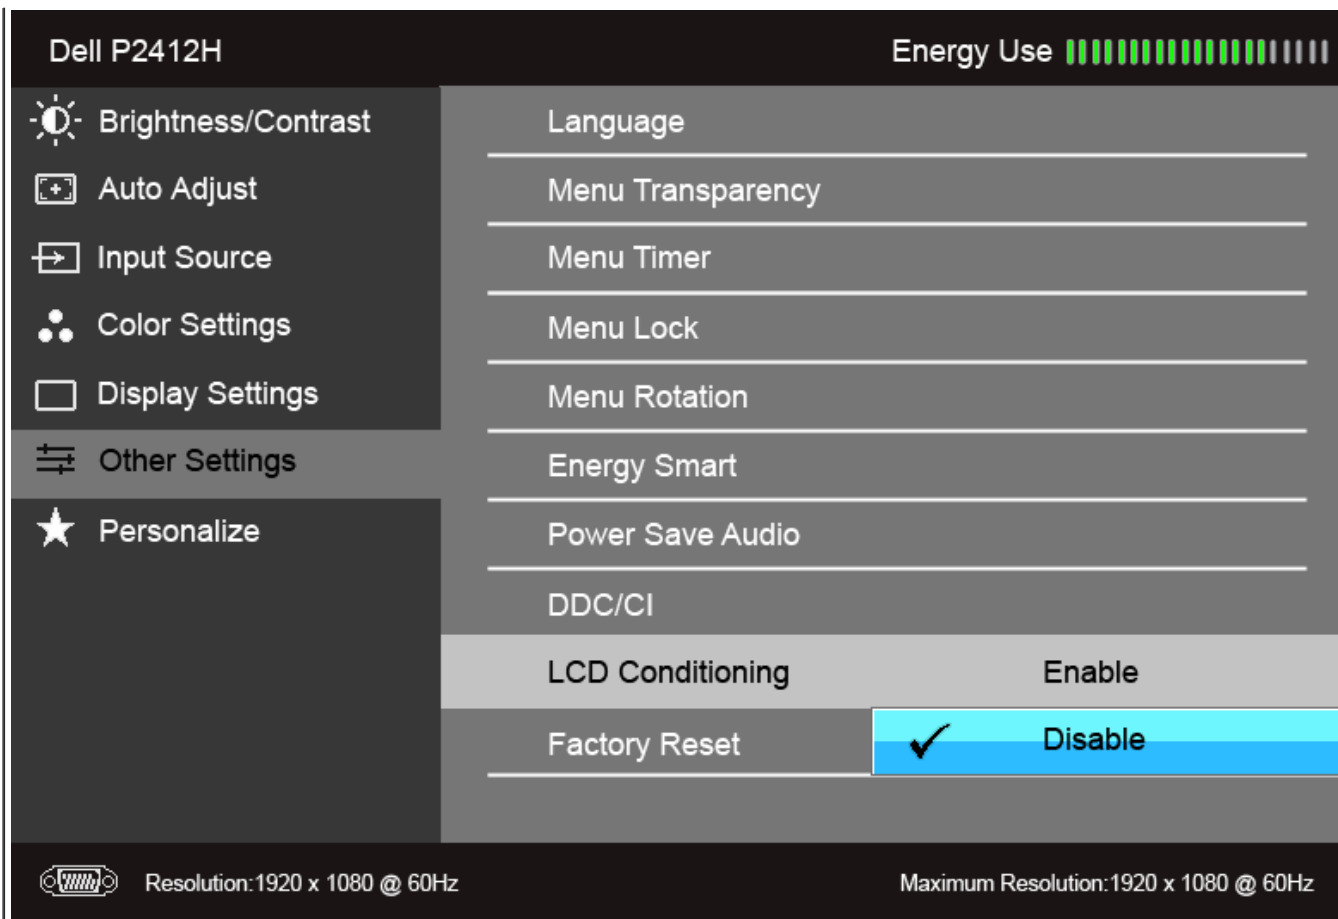 Dell P2412H
Energy Use
Brightness/Contrast
Auto Adjust
Input Source
Color Settings
Display Settings
Other Settings
Personalize
Language
Menu Transparency
Menu Timer
Menu Lock
Menu Rotation
Energy Smart
Power Save Audio
DDC/CI
LCD Conditioning
Enable
Factory Reset
Disable
Resolution:1920 x 1080 @ 60Hz
Maximum Resolution:1920 x 1080 @ 60Hz